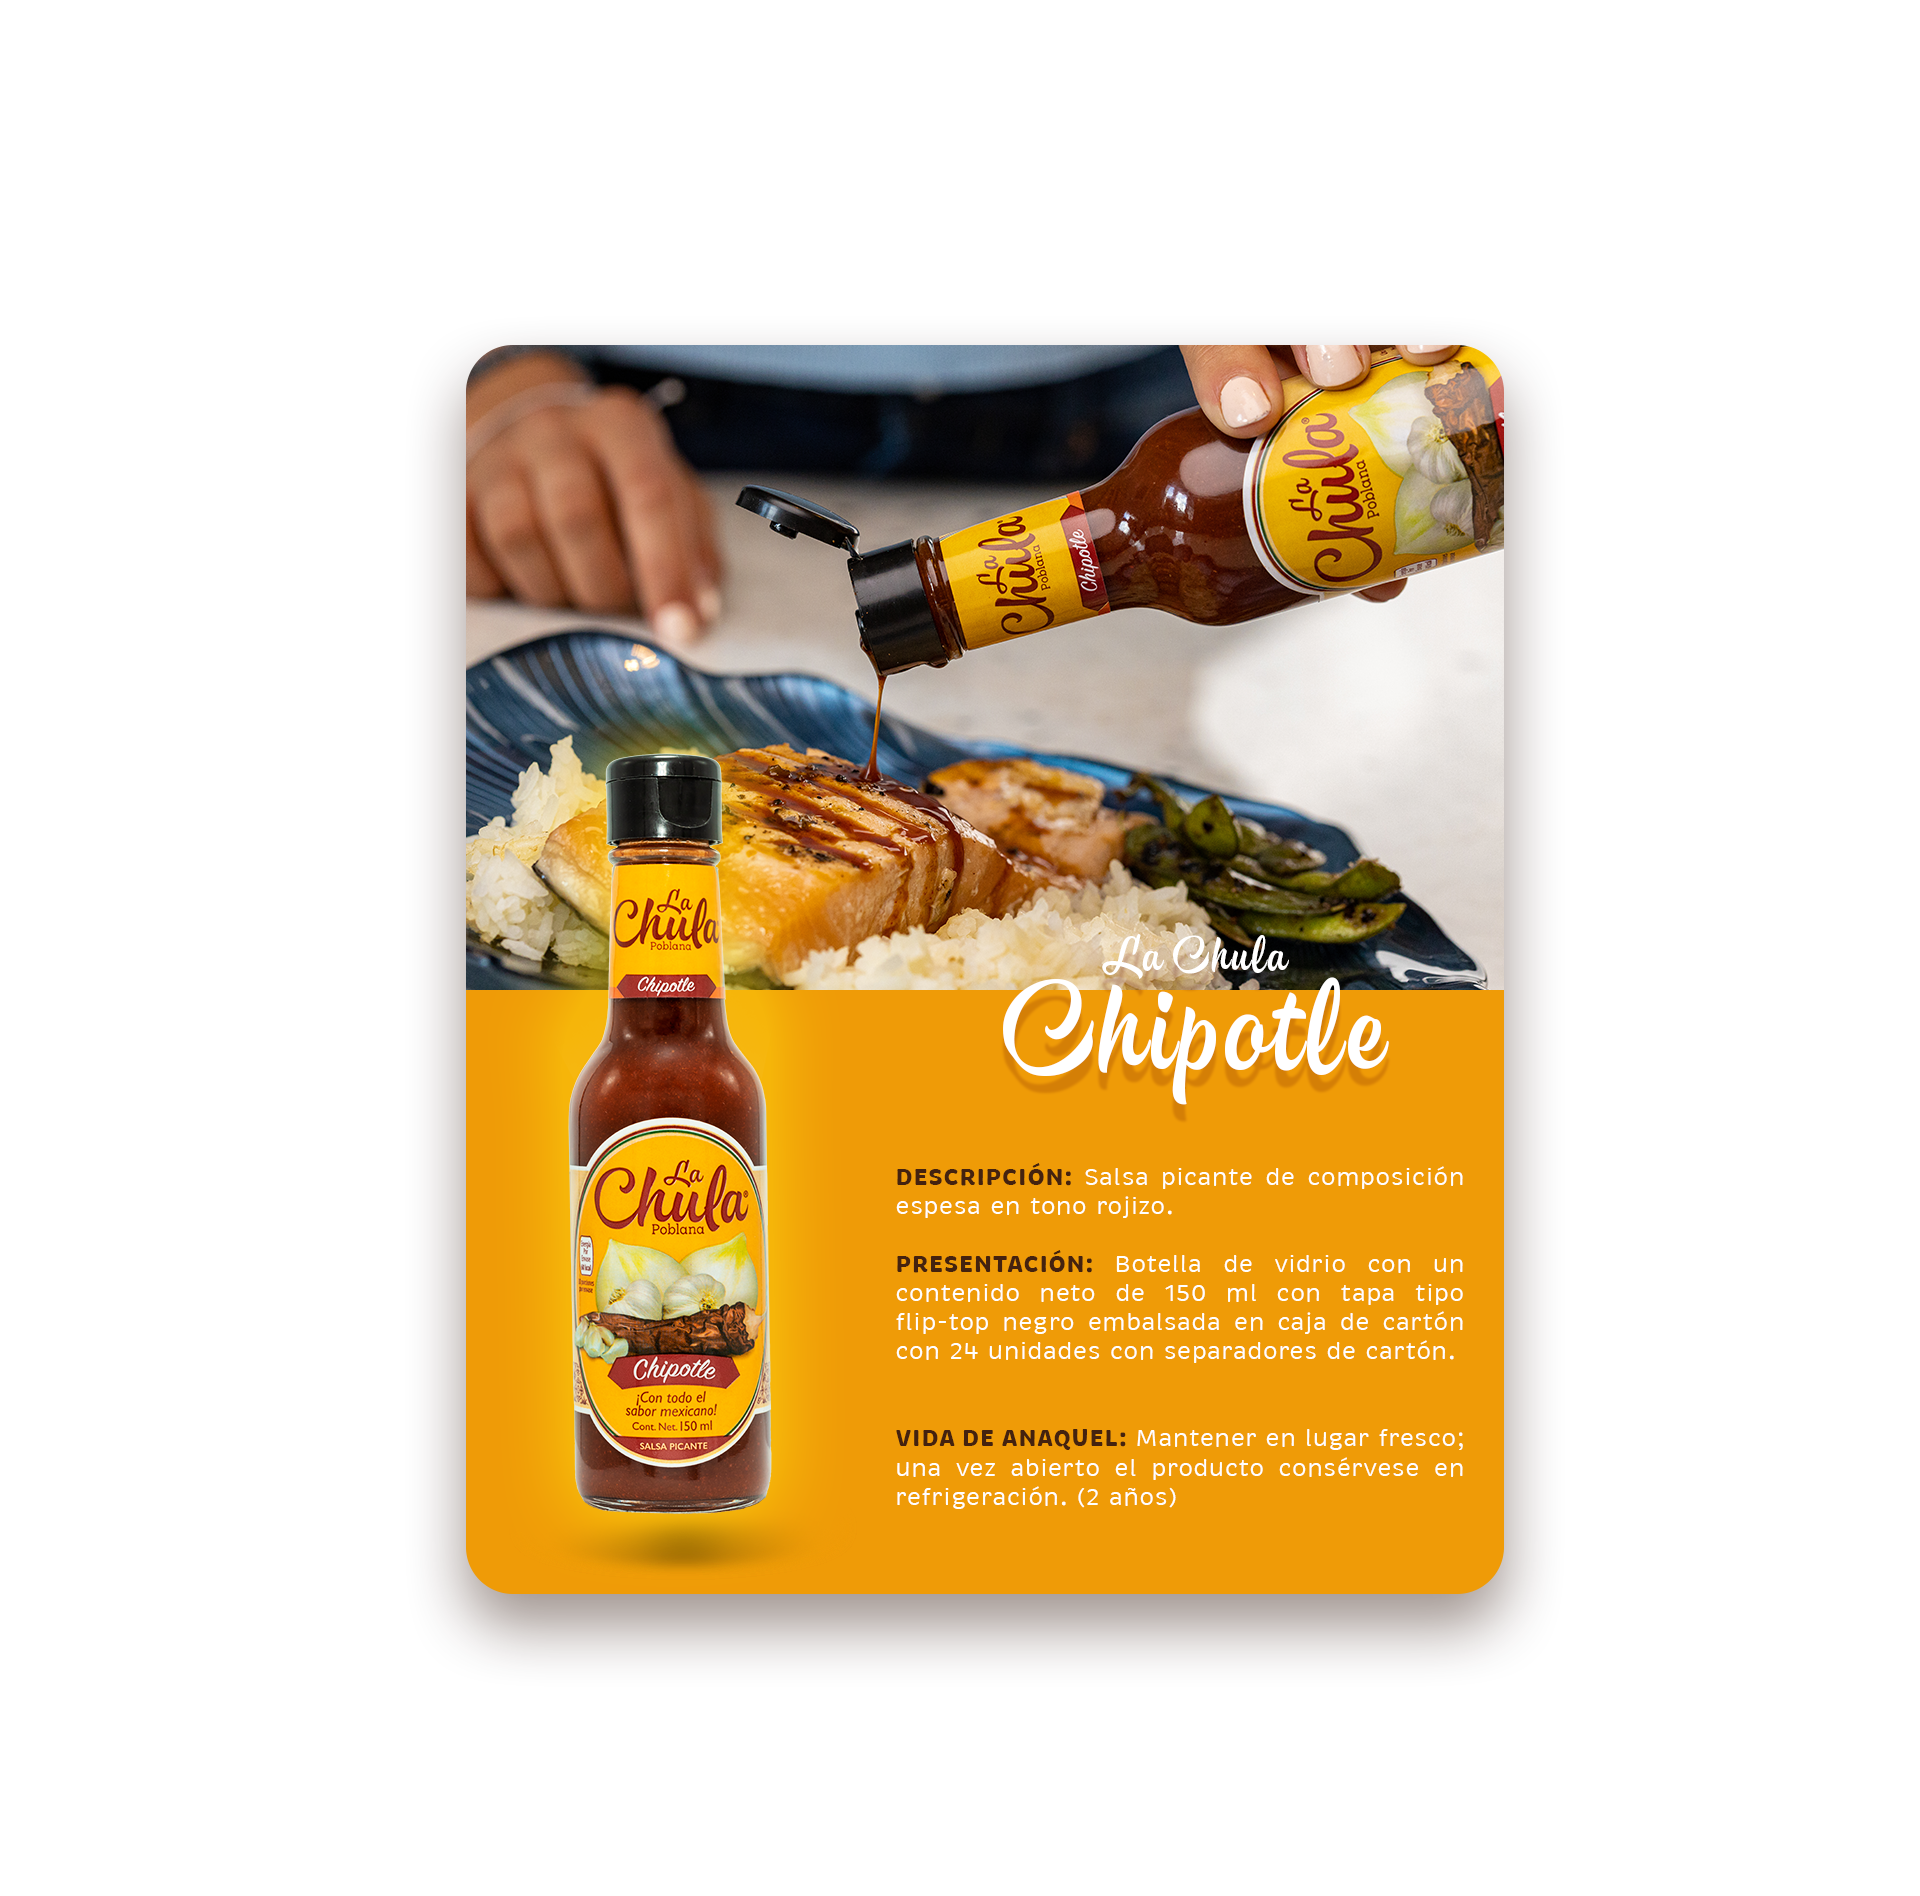 La
Chula®
Poblana
La
Chula
Poblana
Chipotle
La
Chula
Poblana
Chipotle
La Chula
Chipotle
La
Chula®
Poblana
Chipotle
¡Con todo el
sabor mexicano!
Cont. Net. 150 ml
SALSA PICANTE
DESCRIPCIÓN: Salsa picante de composición
espesa en tono rojizo.
PRESENTACIÓN: Botella de vidrio con un
contenido neto de 150 ml con tapa tipo
flip-top negro embalsada en caja de cartón
con 24 unidades con separadores de cartón.
VIDA DE ANAQUEL: Mantener en lugar fresco;
una vez abierto el producto consérvese en
refrigeración. (2 años)